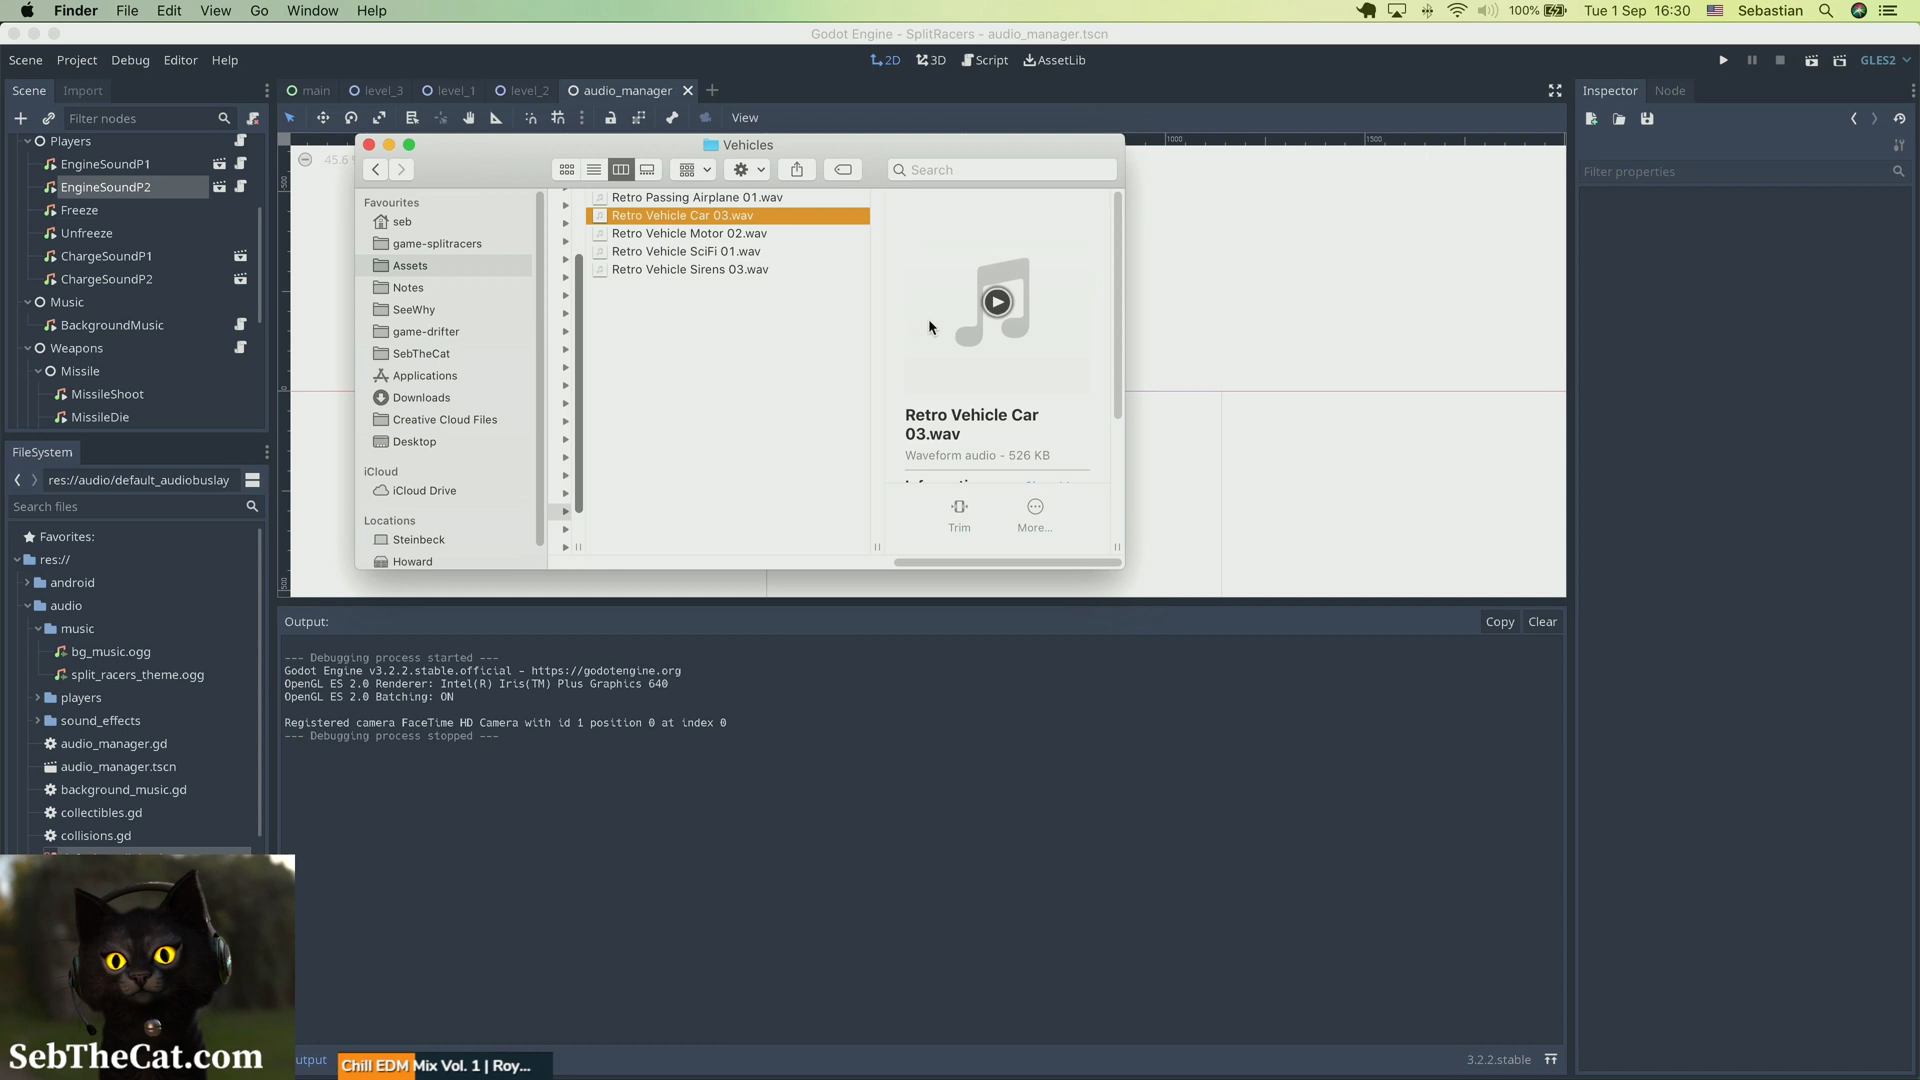 Finder File Edit View Go Window Help
100% Tue 1 Sep 16:30 Sebastian
Godot Engine - SplitRacers - audio_manager.tscn
Scene Project Debug Editor Help
2D 3D Script AssetLib
GLES2
Scene Import
main level_3 level_1 level_2 audio_manager
Inspector Node
Filter nodes
View
Filter properties
Players
EngineSoundP1
EngineSoundP2
Freeze
Unfreeze
ChargeSoundP1
ChargeSoundP2
Music
BackgroundMusic
Weapons
Missile
MissileShoot
MissileDie
45.6
1000
1500
500
0
500
Vehicles
Search
Favourites
seb
game-splitracers
Assets
Notes
SeeWhy
game-drifter
SebTheCat
Applications
Downloads
Creative Cloud Files
Desktop
iCloud
iCloud Drive
Locations
Steinbeck
Howard
Retro Passing Airplane 01.wav
Retro Vehicle Car 03.wav
Retro Vehicle Motor 02.wav
Retro Vehicle SciFi 01.wav
Retro Vehicle Sirens 03.wav
Retro Vehicle Car
03.wav
Waveform audio - 526 KB
Trim More...
FileSystem
res://audio/default_audiobuslay
Search files
Favorites:
res://
android
audio
music
bg_music.ogg
split_racers_theme.ogg
players
sound_effects
audio_manager.gd
audio_manager.tscn
background_music.gd
collectibles.gd
collisions.gd
Output:
Copy Clear
--- Debugging process started ---
Godot Engine v3.2.2.stable.official - https://godotengine.org
OpenGL ES 2.0 Renderer: Intel(R) Iris(TM) Plus Graphics 640
OpenGL ES 2.0 Batching: ON
Registered camera FaceTime HD Camera with id 1 position 0 at index 0
--- Debugging process stopped ---
SebTheCat.com
utput
Chill EDM Mix Vol. 1 | Roy...
3.2.2.stable